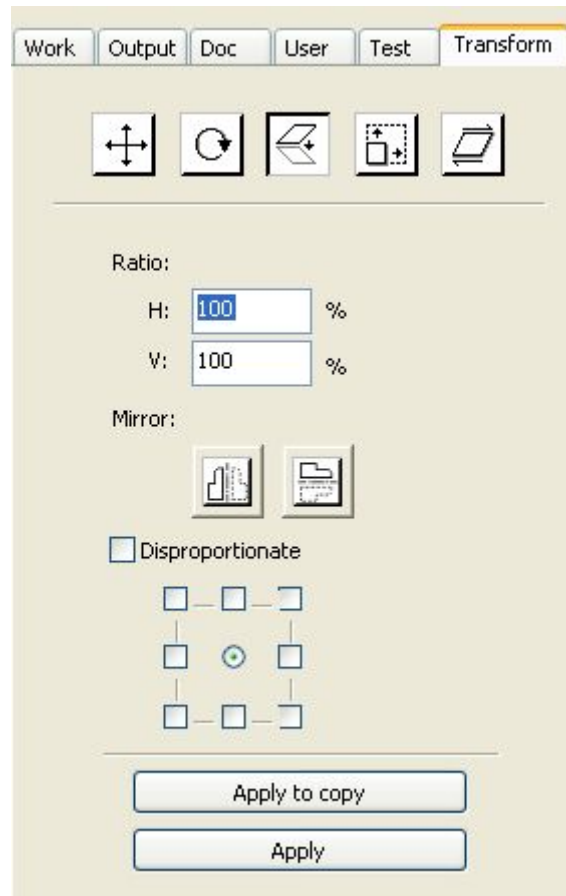 Work Output Doc User Test Transform
Ratio:
H: 100 %
V: 100 %
Mirror:
Disproportionate
Apply to copy
Apply